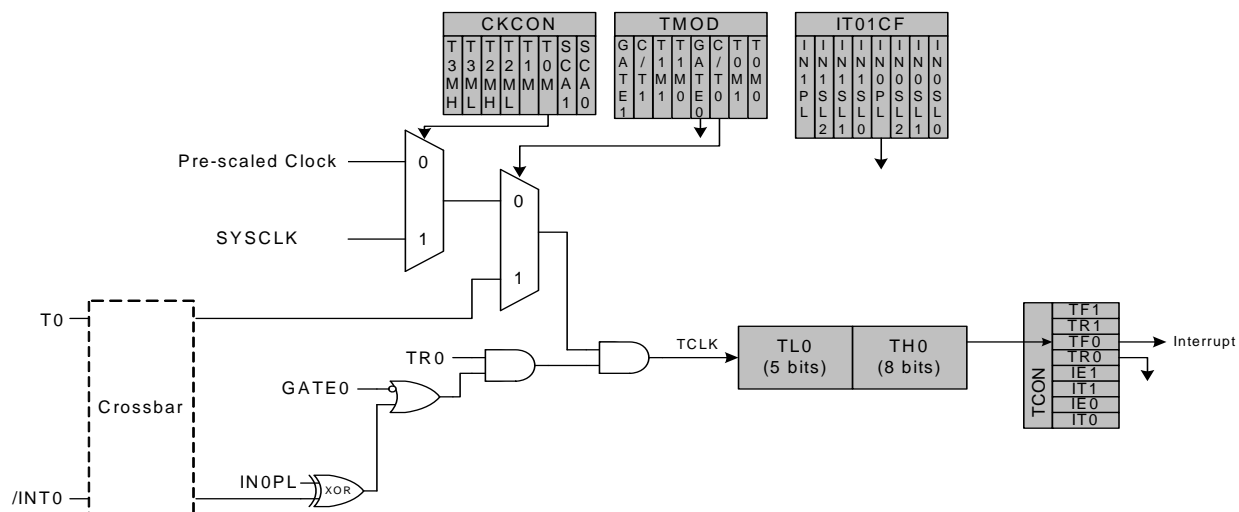 CKCON
T3MH T3ML T2MH T2ML T1M T0M SCA1 SCA0
TMOD
GATE1 C/T1 T1M1 T1M0 GATE0 C/T0 T0M1 T0M0
IT01CF
IN1PL IN1SL2 IN1SL1 IN1SL0 IN0PL IN0SL2 IN0SL1 IN0SL0
Pre-scaled Clock
0
SYSCLK
1
0
1
T0
Crossbar
/INT0
TR0
GATE0
IN0PL
XOR
TCLK
TL0
(5 bits)
TH0
(8 bits)
TCON
TF1
TR1
TF0
TR0
IE1
IT1
IE0
IT0
Interrupt